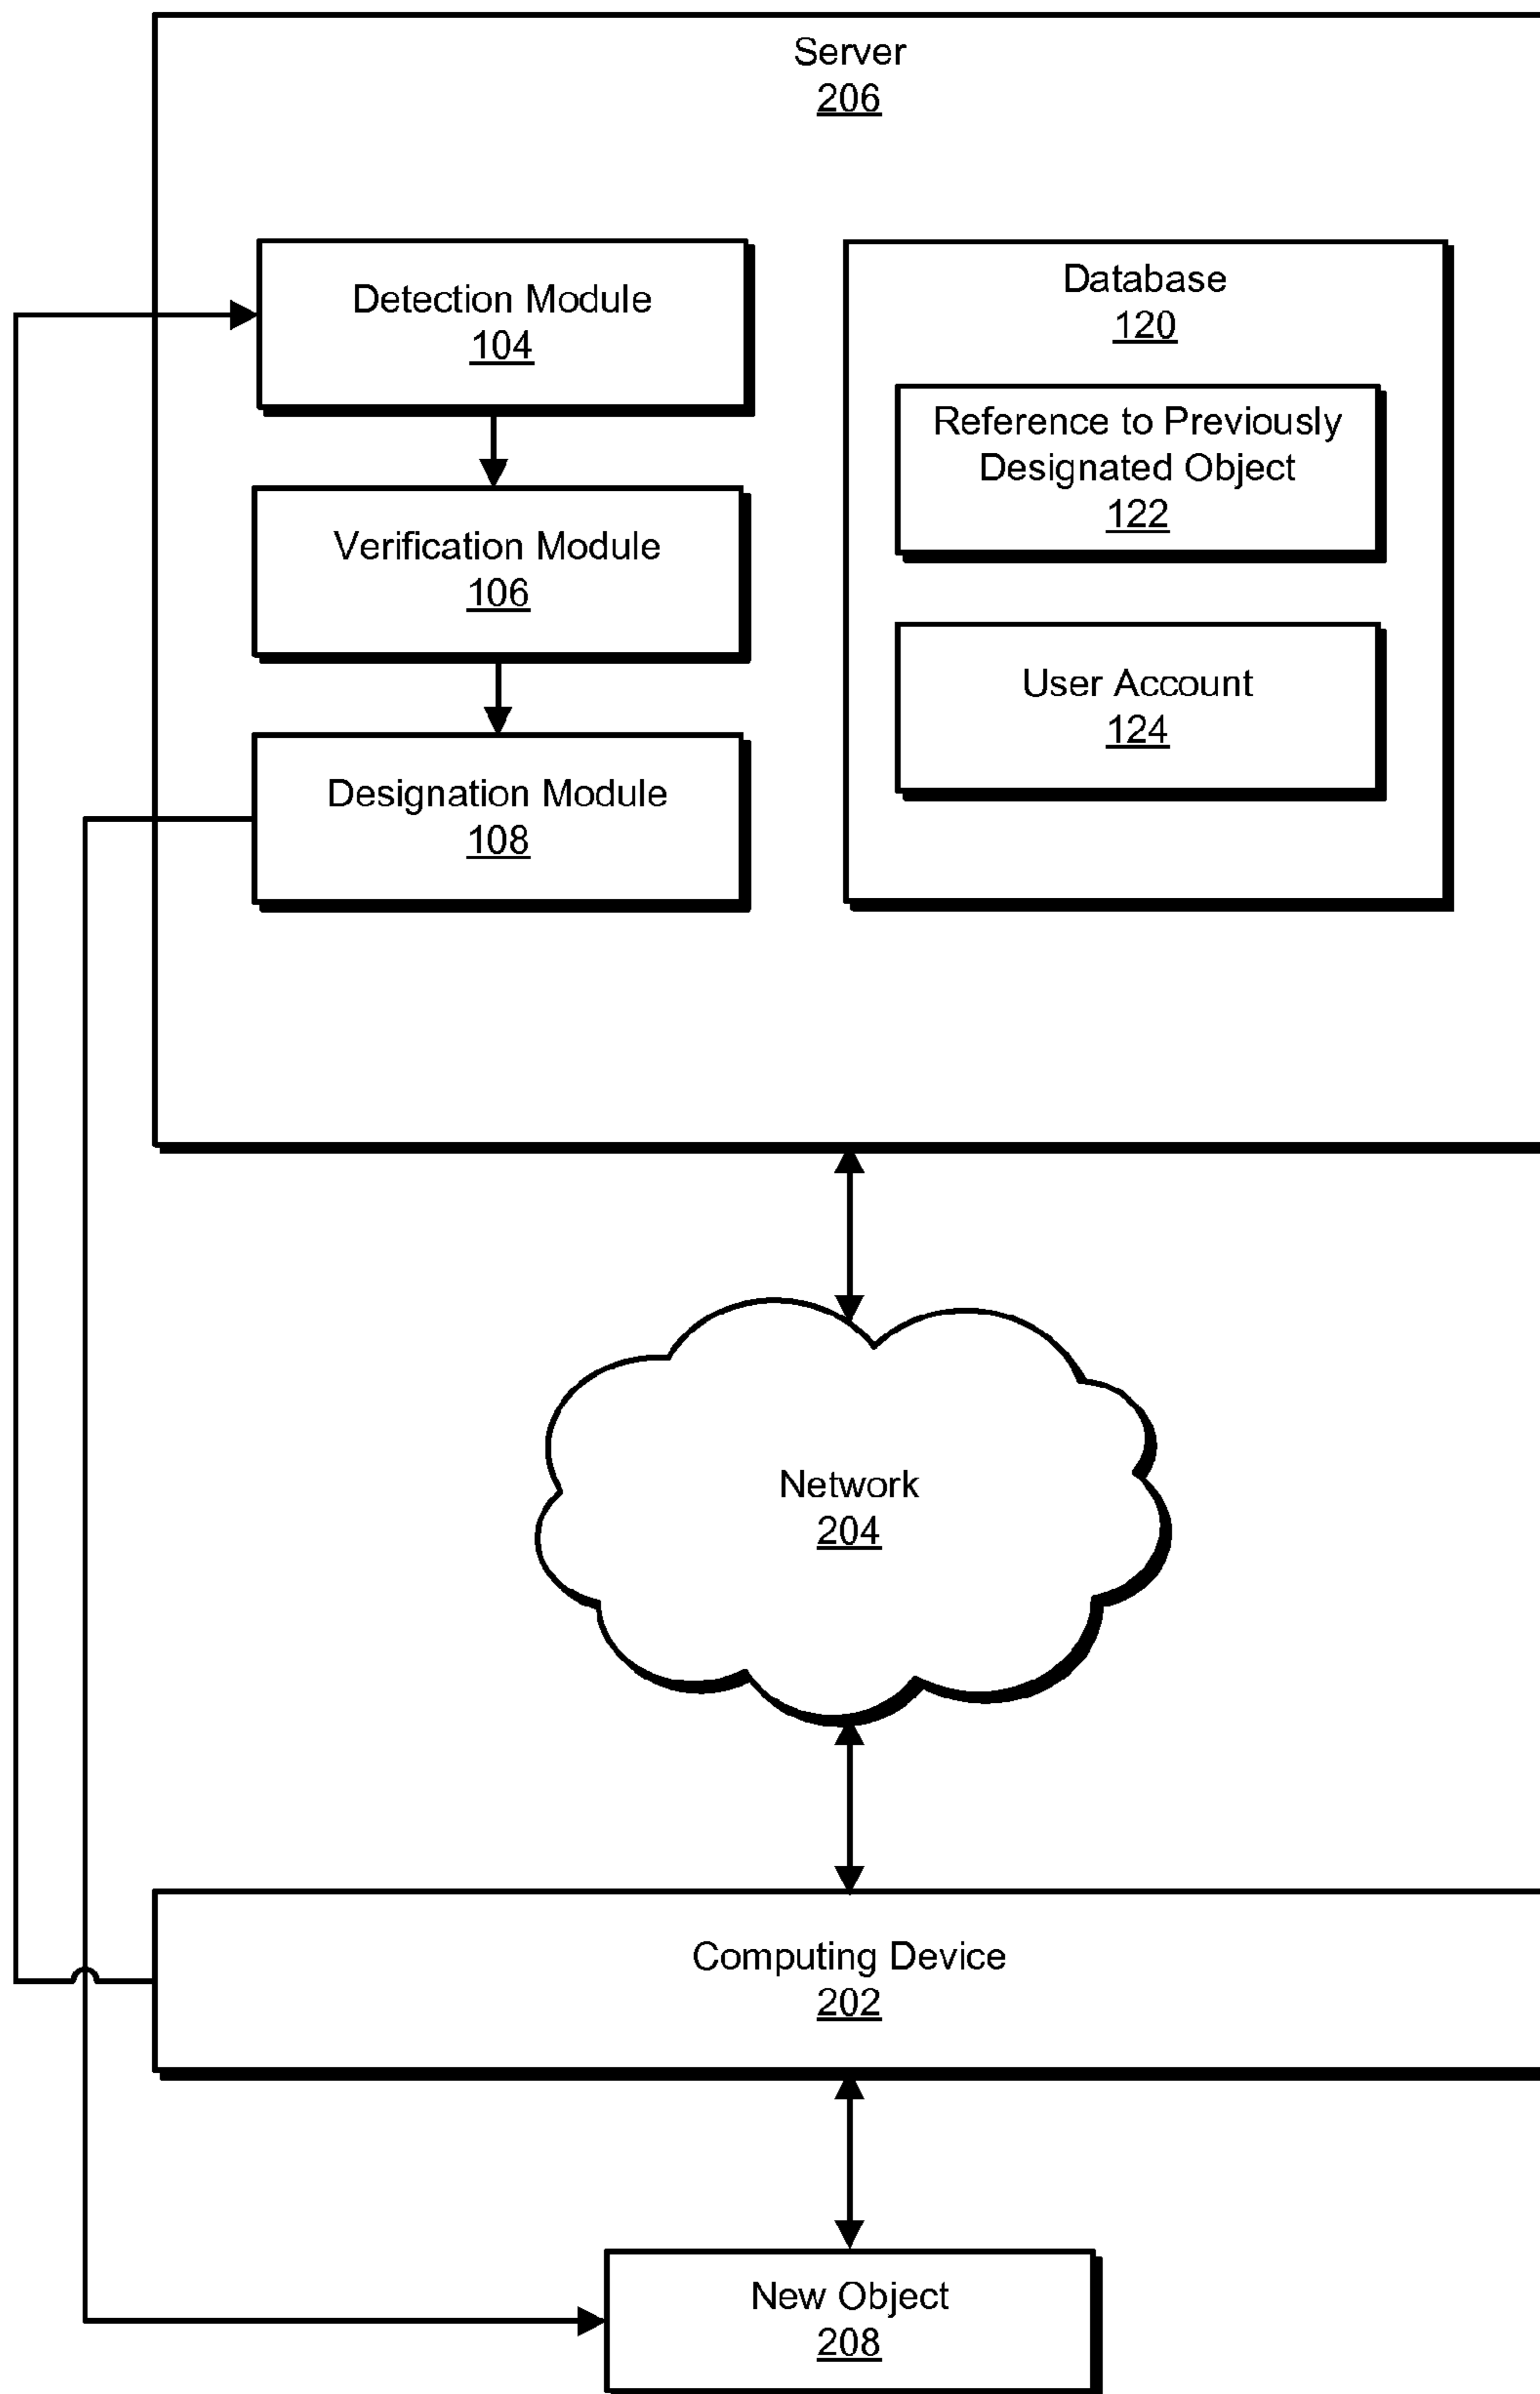 Server
206
Detection Module
104
Verification Module
106
Designation Module
108
Database
120
Reference to Previously
Designated Object
122
User Account
124
Network
204
Computing Device
202
New Object
208